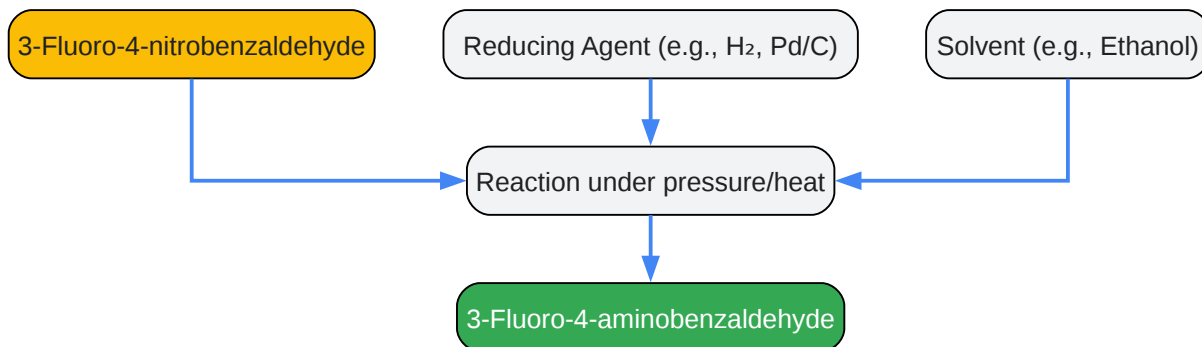 3-Fluoro-4-nitrobenzaldehyde
Reducing Agent (e.g., H₂, Pd/C)
Solvent (e.g., Ethanol)
Reaction under pressure/heat
3-Fluoro-4-aminobenzaldehyde